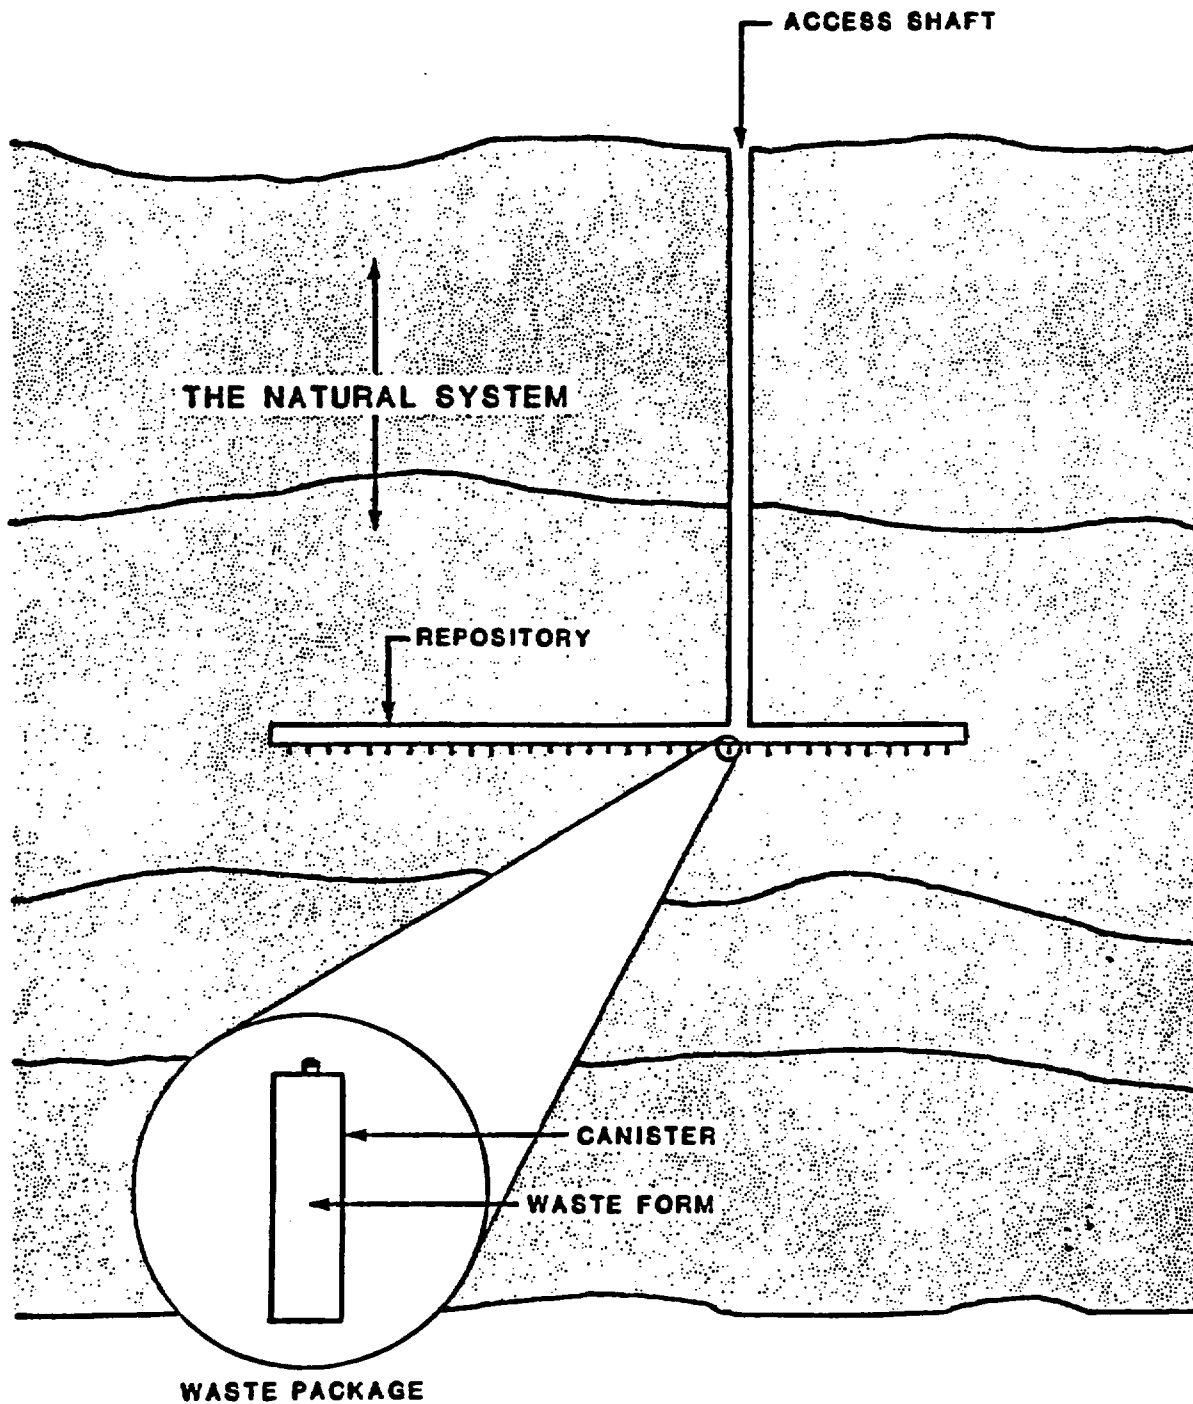 ACCESS SHAFT
THE NATURAL SYSTEM
REPOSITORY
CANISTER
WASTE FORM
WASTE PACKAGE